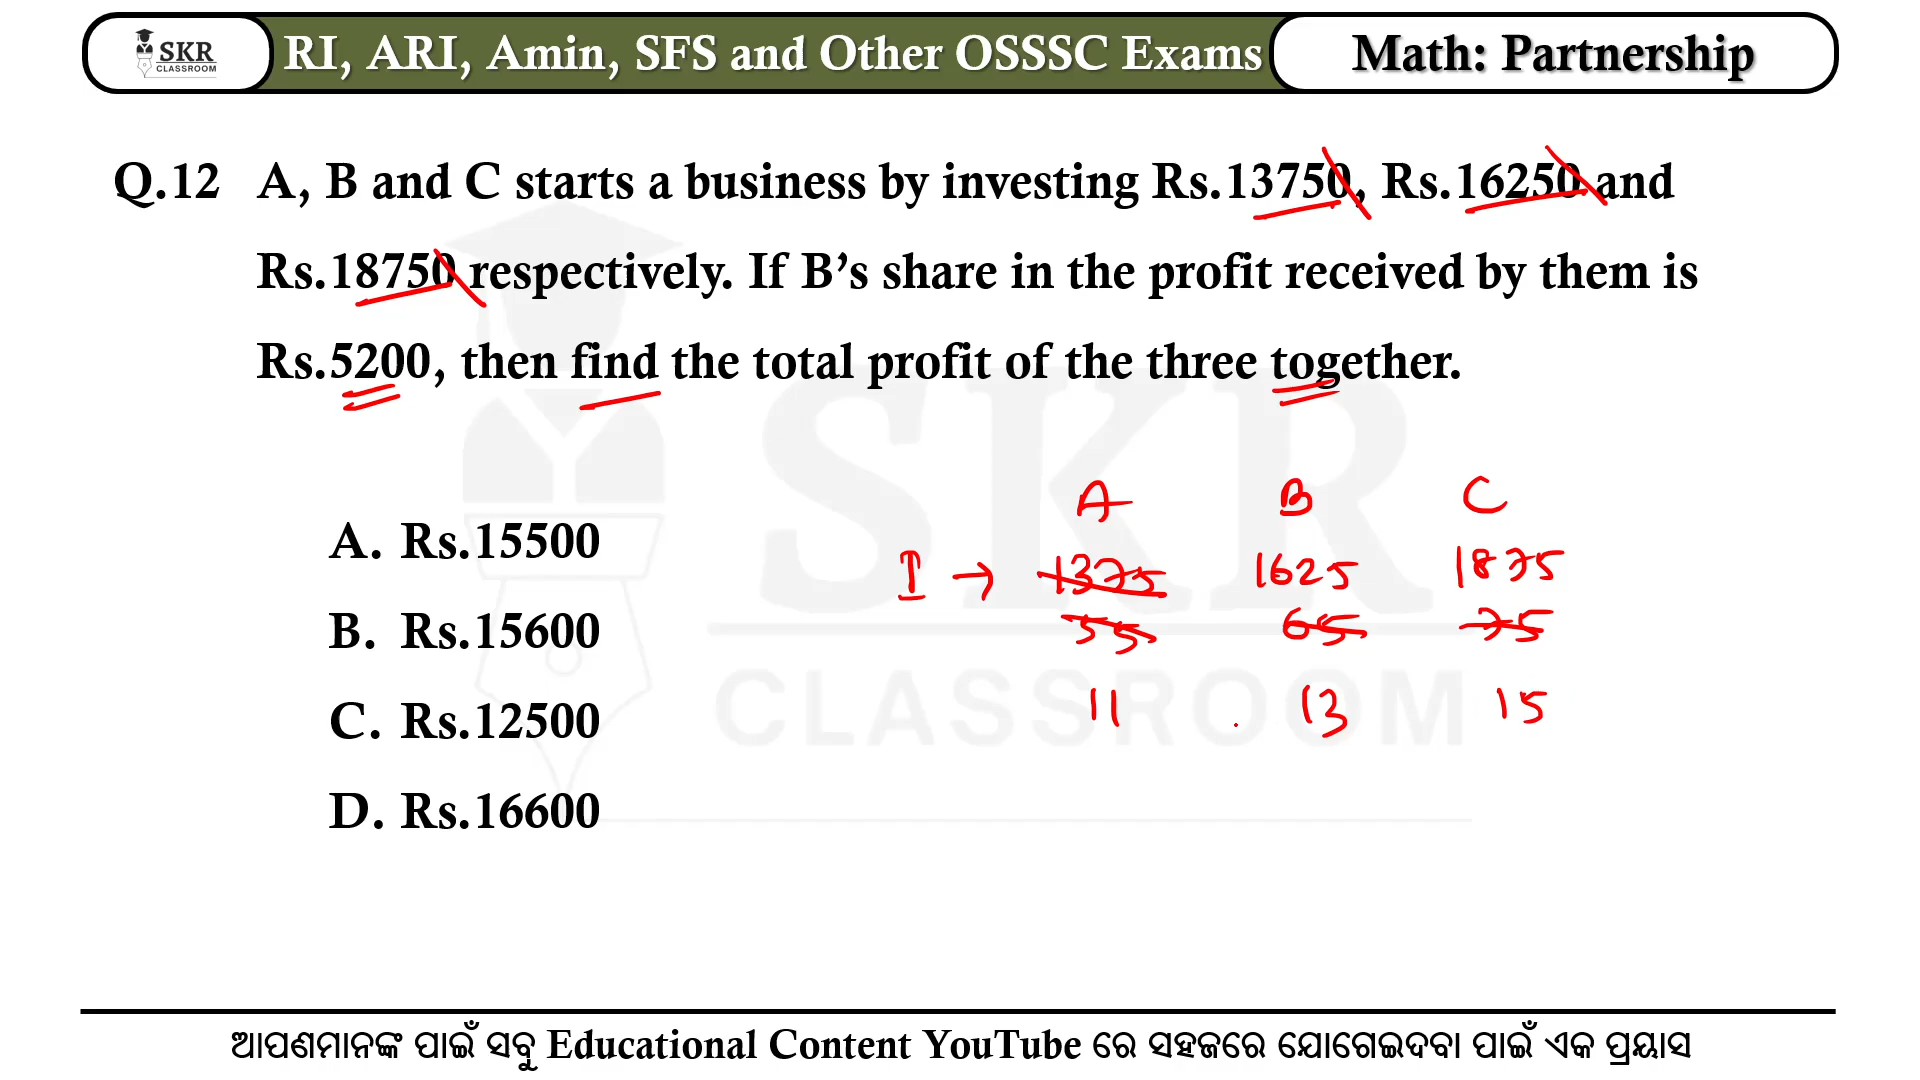 SKR CLASSROOM RI, ARI, Amin, SFS and Other OSSSC Exams Math: Partnership
Q.12 A, B and C starts a business by investing Rs.13750, Rs.16250 and
Rs.18750 respectively. If B’s share in the profit received by them is
Rs.5200, then find the total profit of the three together.
SKR
CLASSROOM
A B C
A. Rs.15500
I → 1375 1625 1875
B. Rs.15600
55 65 75
C. Rs.12500
11 13 15
D. Rs.16600
ଆପଣମାନଙ୍କ ପାଇଁ ସବୁ Educational Content YouTube ରେ ସହଜରେ ଯୋଗେଇଦବା ପାଇଁ ଏକ ପ୍ରୟାସ